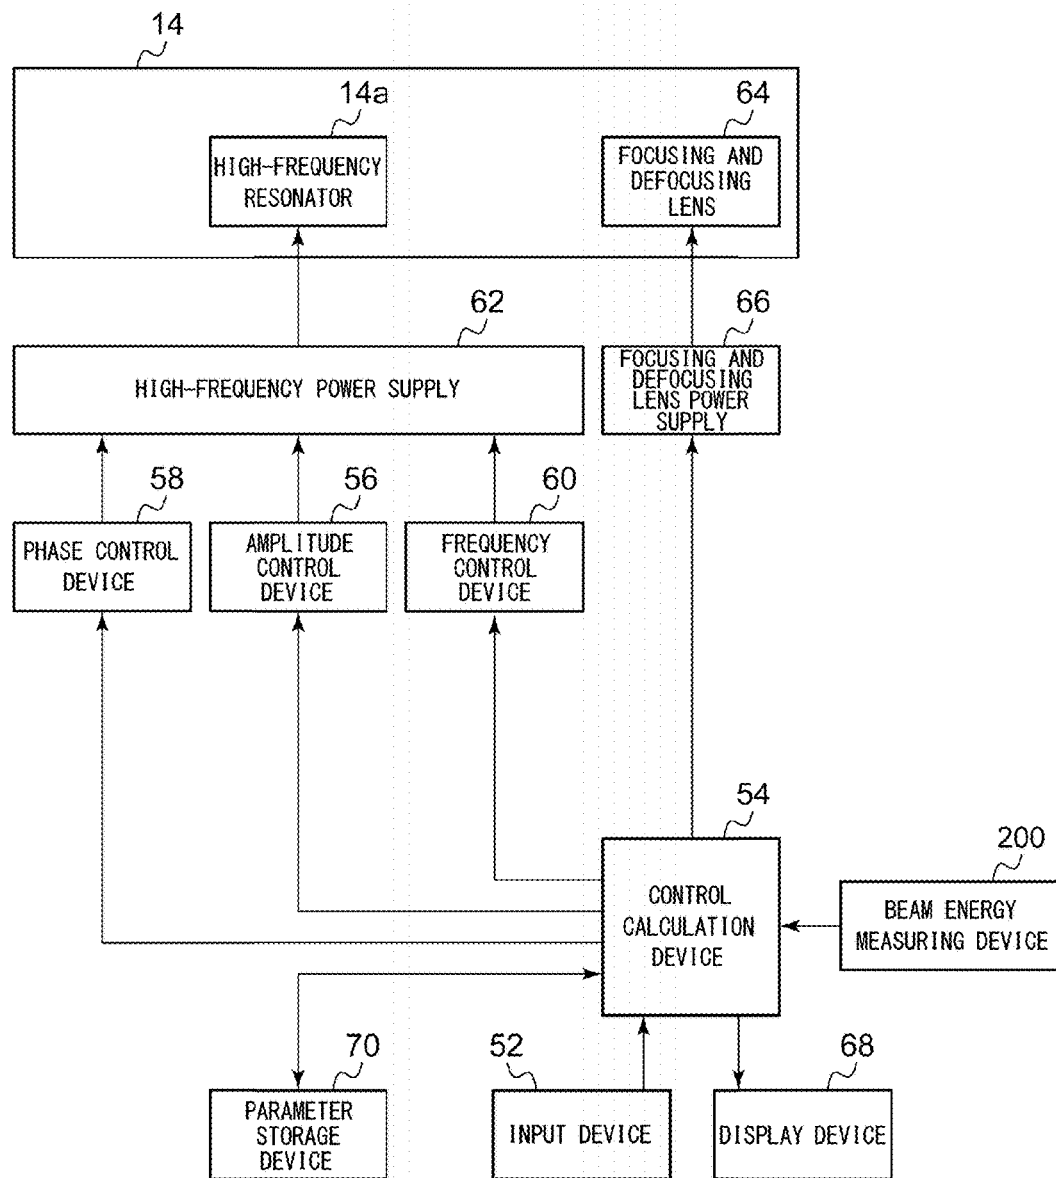 14
14a
64
HIGH-FREQUENCY
RESONATOR
FOCUSING AND
DEFOCUSING
LENS
62
66
HIGH-FREQUENCY POWER SUPPLY
FOCUSING AND
DEFOCUSING
LENS POWER
SUPPLY
58
56
60
PHASE CONTROL
DEVICE
AMPLITUDE
CONTROL
DEVICE
FREQUENCY
CONTROL
DEVICE
54
200
CONTROL
CALCULATION
DEVICE
BEAM ENERGY
MEASURING DEVICE
70
52
68
PARAMETER
STORAGE
DEVICE
INPUT DEVICE
DISPLAY DEVICE